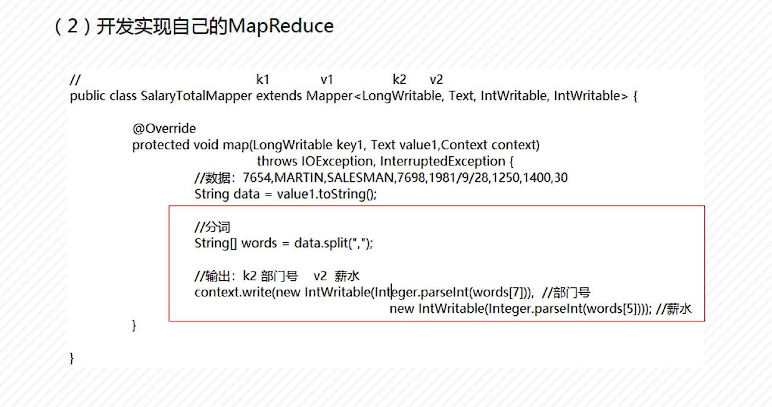 （2）开发实现自己的MapReduce
// k1 v1 k2 v2
public class SalaryTotalMapper extends Mapper<LongWritable, Text, IntWritable, IntWritable> {
@Override
protected void map(LongWritable key1, Text value1,Context context)
throws IOException, InterruptedException {
//数据：7654,MARTIN,SALESMAN,7698,1981/9/28,1250,1400,30
String data = value1.toString();
//分词
String[] words = data.split(",");
//输出：k2 部门号 v2 薪水
context.write(new IntWritable(Integer.parseInt(words[7])), //部门号
new IntWritable(Integer.parseInt(words[5]))); //薪水
}
}